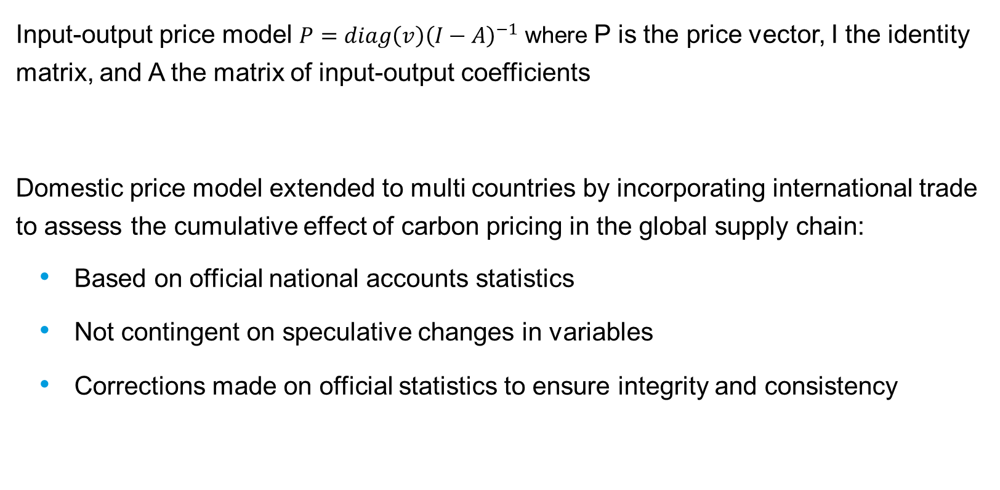 Input-output price model P = diag(v)(I − A)⁻¹ where P is the price vector, I the identity
matrix, and A the matrix of input-output coefficients
Domestic price model extended to multi countries by incorporating international trade
to assess the cumulative effect of carbon pricing in the global supply chain:
• Based on official national accounts statistics
• Not contingent on speculative changes in variables
• Corrections made on official statistics to ensure integrity and consistency